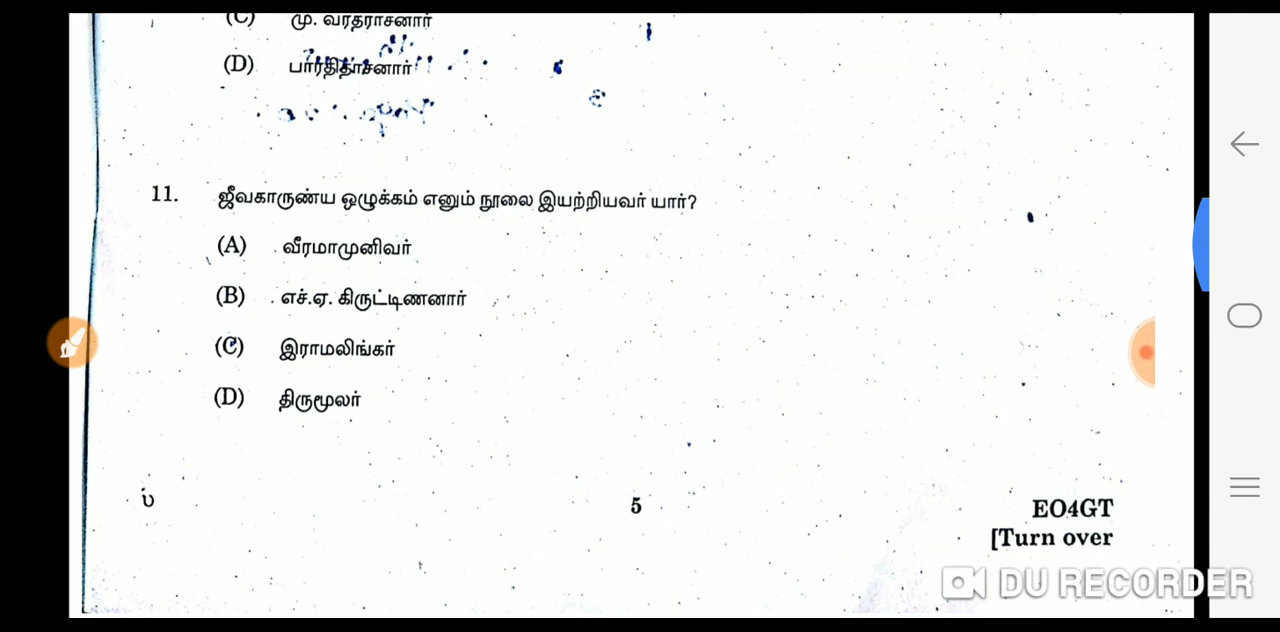 (C) மு. வரதராசனார்
(D) பாரதிதாசனார்
11. ஜீவகாருண்ய ஒழுக்கம் எனும் நூலை இயற்றியவர் யார்?
(A) வீரமாமுனிவர்
(B) எச்.ஏ. கிருட்டிணனார்
(C) இராமலிங்கர்
(D) திருமூலர்
5
EO4GT
[Turn over
DU RECORDER